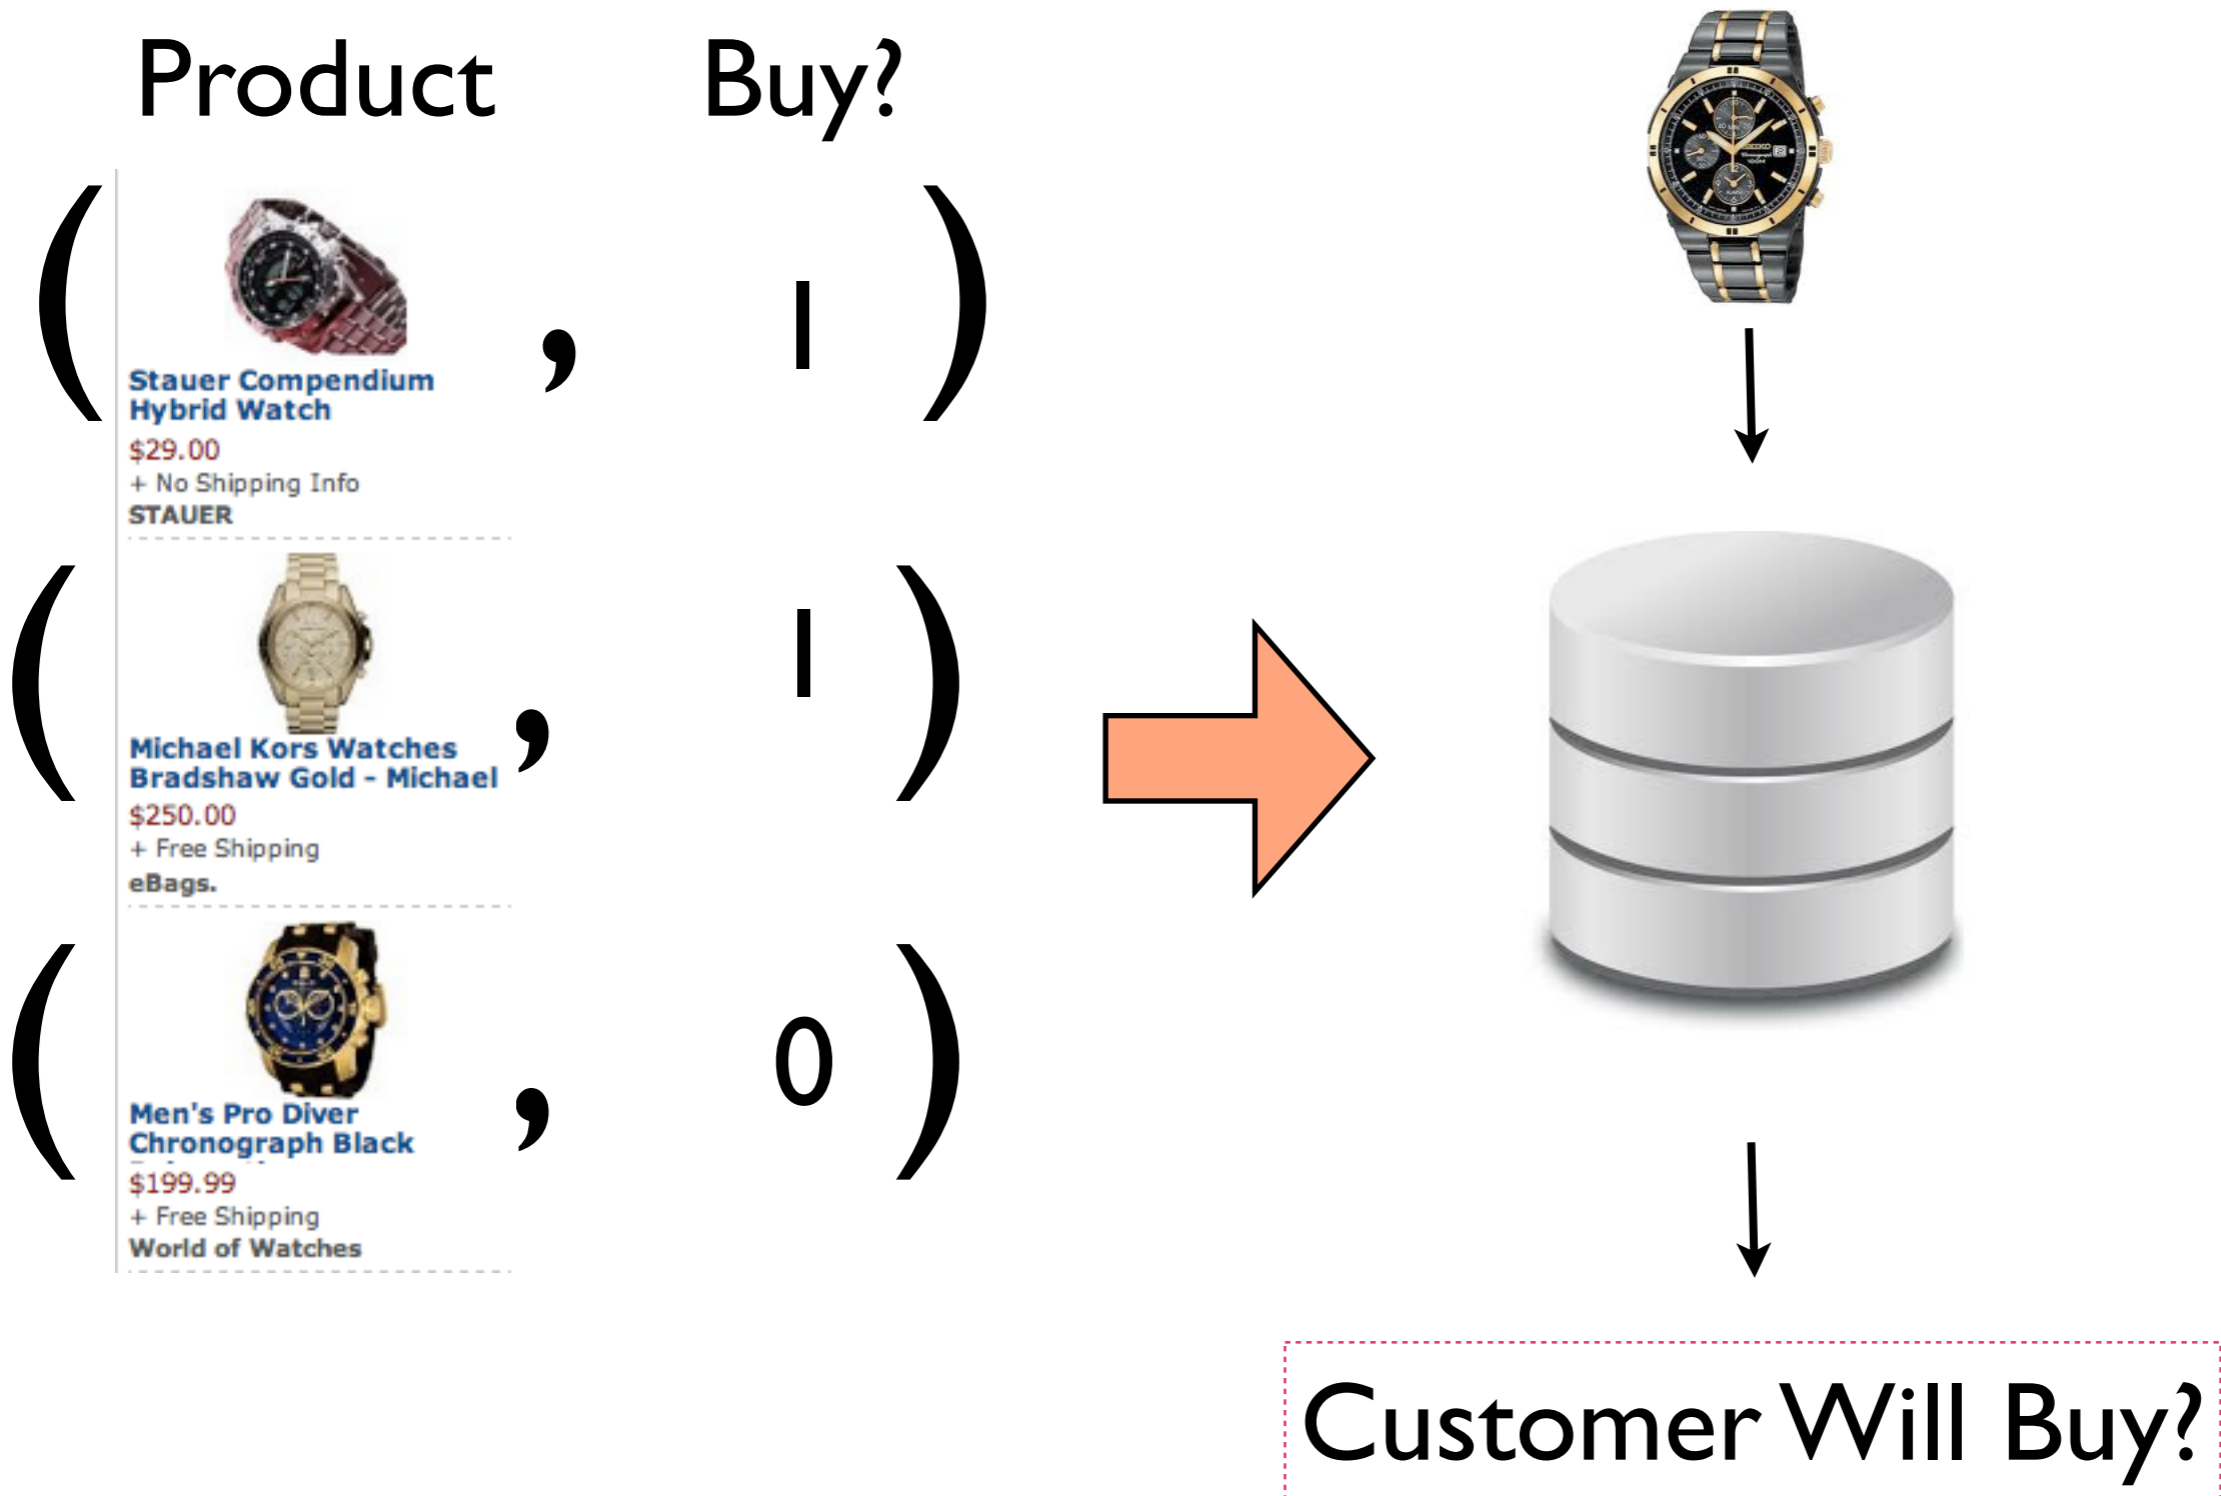 Product Buy?
( , 1 )
Stauer Compendium
Hybrid Watch
$29.00
+ No Shipping Info
STAUER
( , 1 )
Michael Kors Watches
Bradshaw Gold - Michael
$250.00
+ Free Shipping
eBags.
( , 0 )
Men's Pro Diver
Chronograph Black
$199.99
+ Free Shipping
World of Watches
SEIKO
Customer Will Buy?